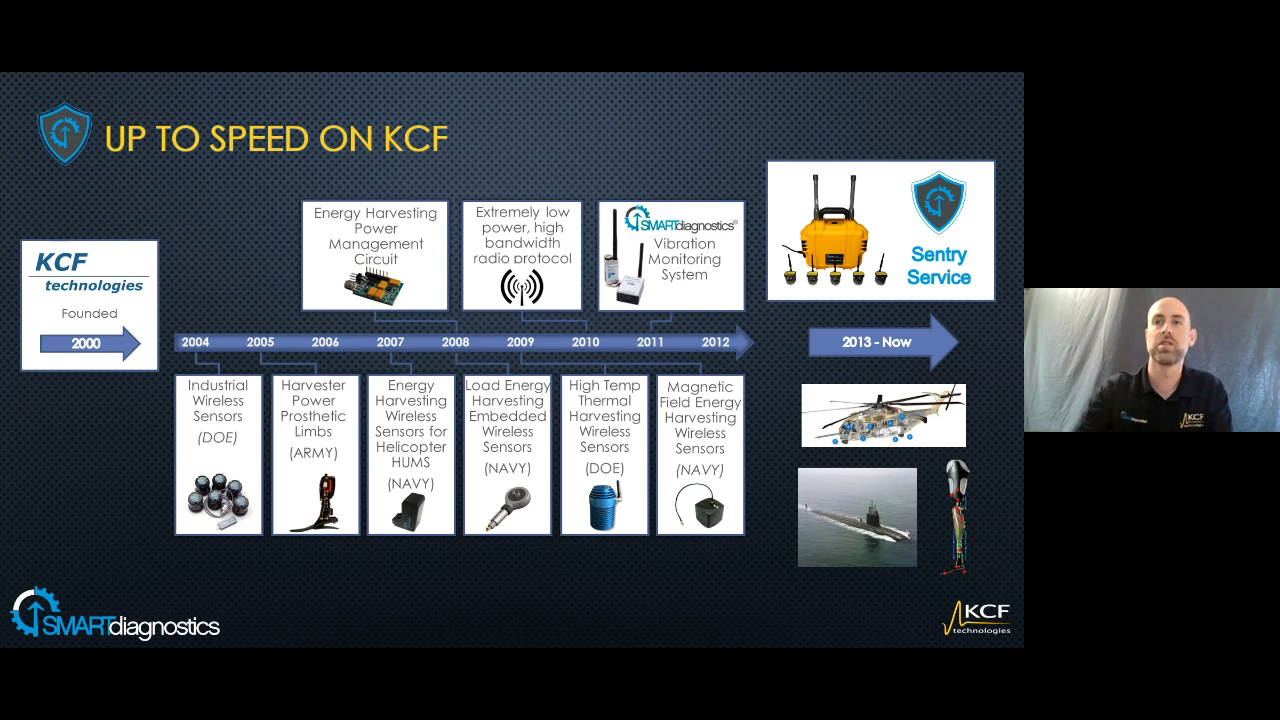 UP TO SPEED ON KCF
KCF
technologies
Founded
2000
Energy Harvesting
Power
Management
Circuit
Extremely low
power, high
bandwidth
radio protocol
SMARTdiagnostics®
Vibration
Monitoring
System
Sentry
Service
2004 2005 2006 2007 2008 2009 2010 2011 2012
2013 - Now
Industrial
Wireless
Sensors
(DOE)
Harvester
Power
Prosthetic
Limbs
(ARMY)
Energy
Harvesting
Wireless
Sensors for
Helicopter
HUMS
(NAVY)
Load Energy
Harvesting
Embedded
Wireless
Sensors
(NAVY)
High Temp
Thermal
Harvesting
Wireless
Sensors
(DOE)
Magnetic
Field Energy
Harvesting
Wireless
Sensors
(NAVY)
SMARTdiagnostics
KCF
technologies
KCF